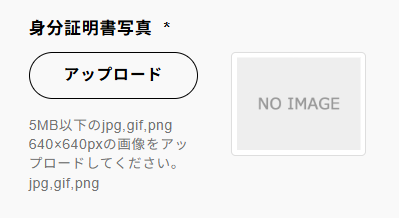 身分証明書写真 *
アップロード
NO IMAGE
5MB以下のjpg,gif,png
640×640pxの画像をアッ
プロードしてください。
jpg,gif,png